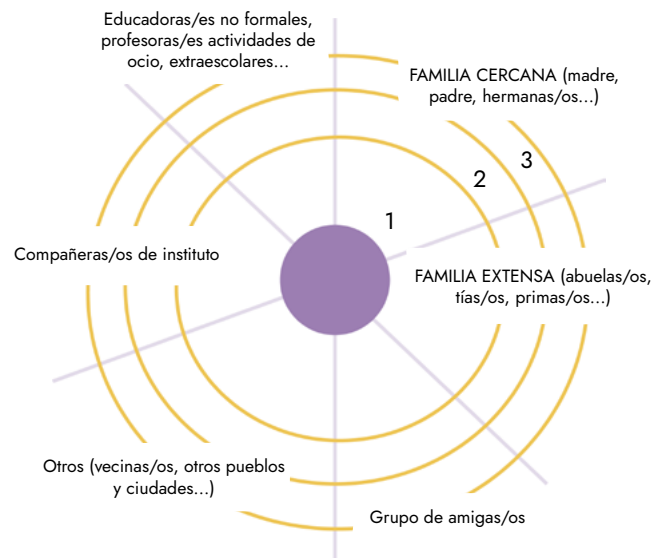 Educadoras/es no formales,
profesoras/es actividades de
ocio, extraescolares...
FAMILIA CERCANA (madre,
padre, hermanas/os...)
3
2
1
Compañeras/os de instituto
FAMILIA EXTENSA (abuelas/os,
tías/os, primas/os...)
Otros (vecinas/os, otros pueblos
y ciudades...)
Grupo de amigas/os